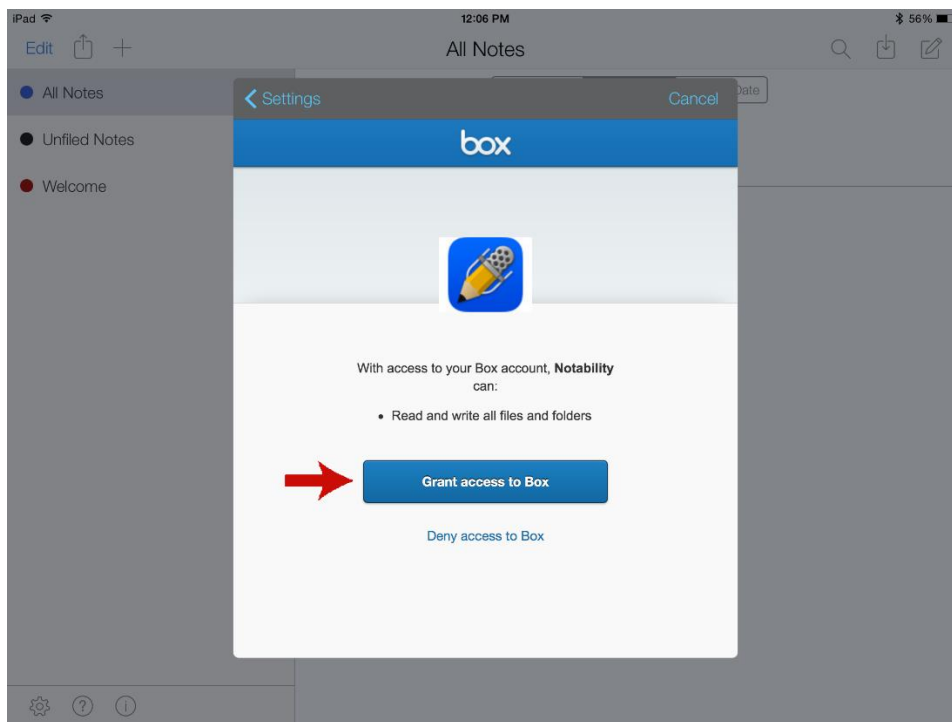 iPad 12:06 PM 56%
Edit All Notes
All Notes
Unfiled Notes
Welcome
Settings Cancel
Date
box
With access to your Box account, Notability
can:
• Read and write all files and folders
Grant access to Box
Deny access to Box